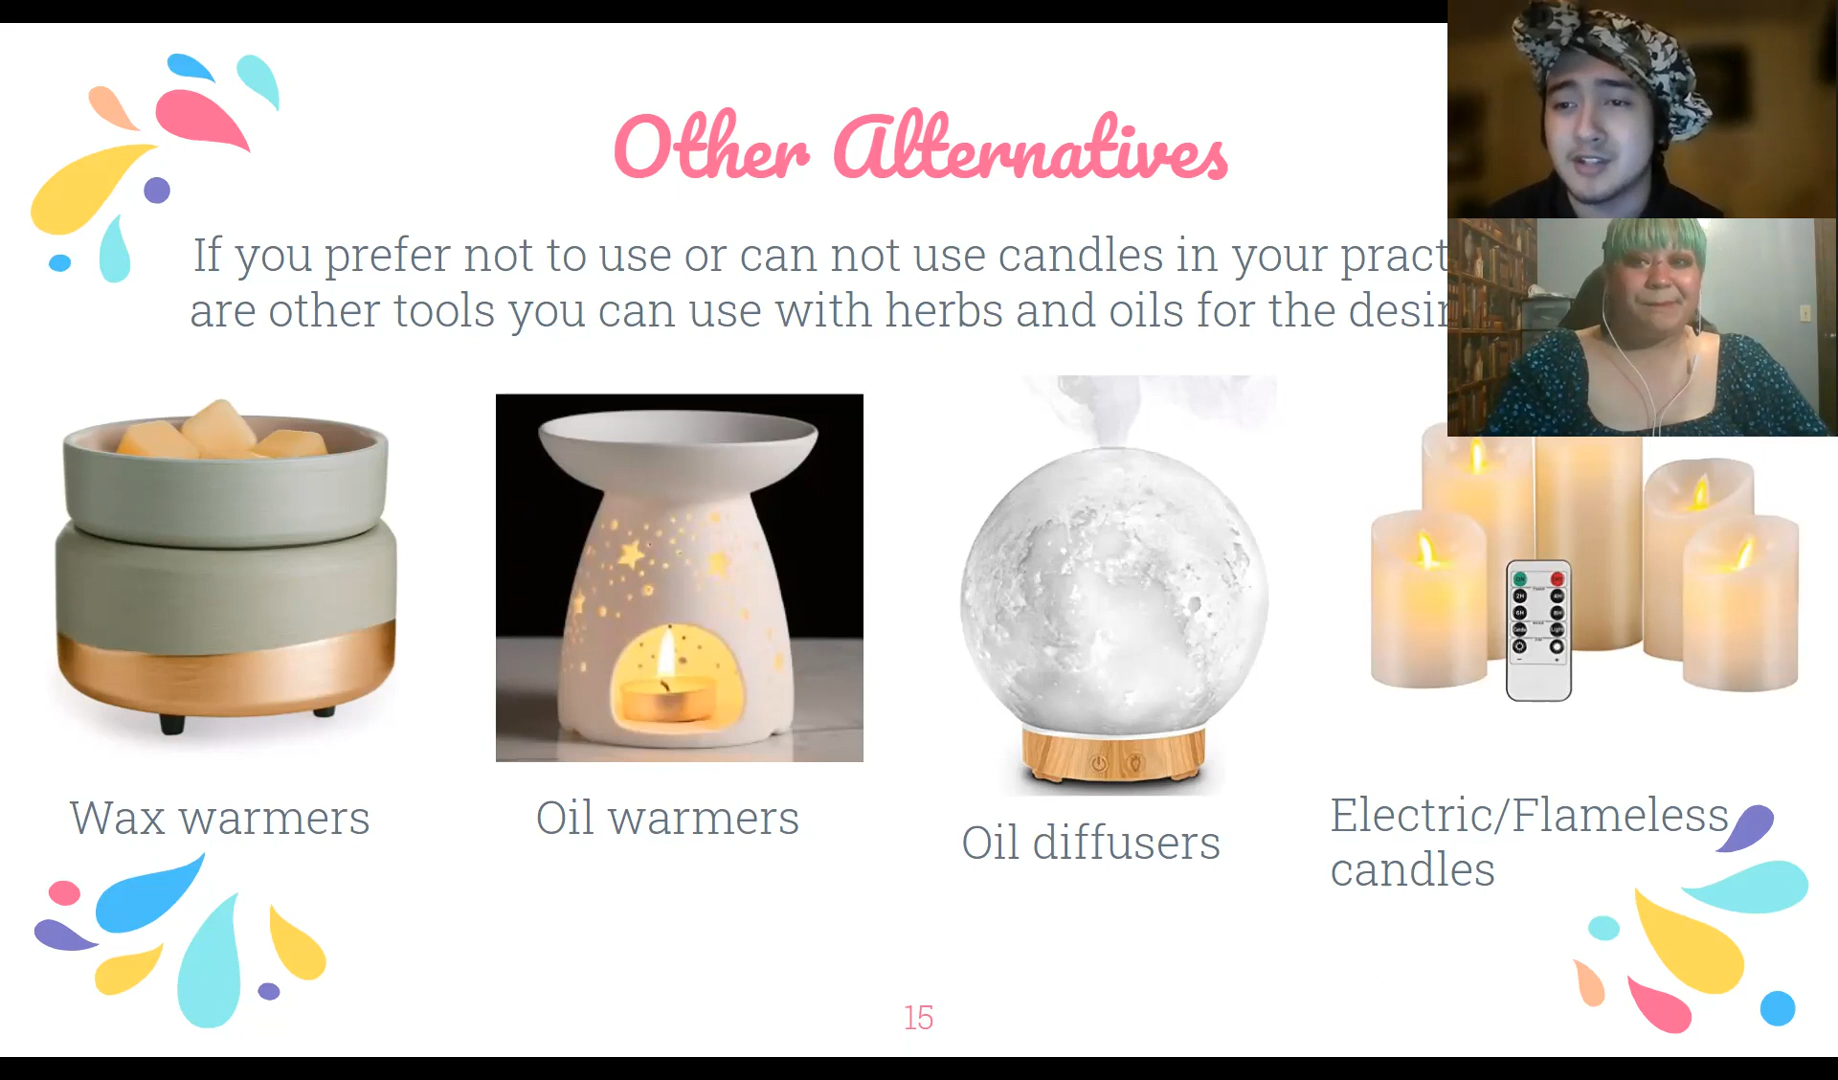 Other Alternatives
If you prefer not to use or can not use candles in your pract
are other tools you can use with herbs and oils for the desir
Wax warmers
Oil warmers
Oil diffusers
Electric/Flameless
candles
15